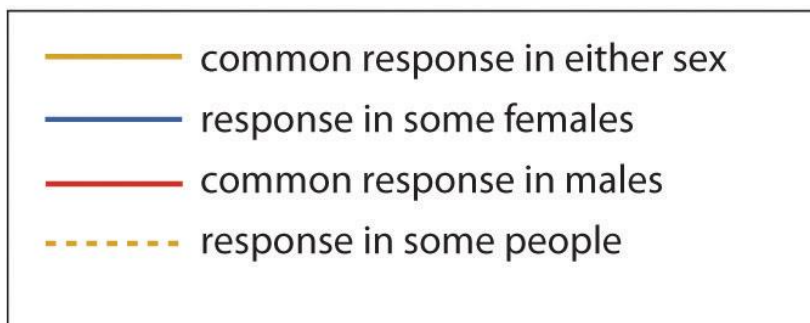 common response in either sex
response in some females
common response in males
response in some people